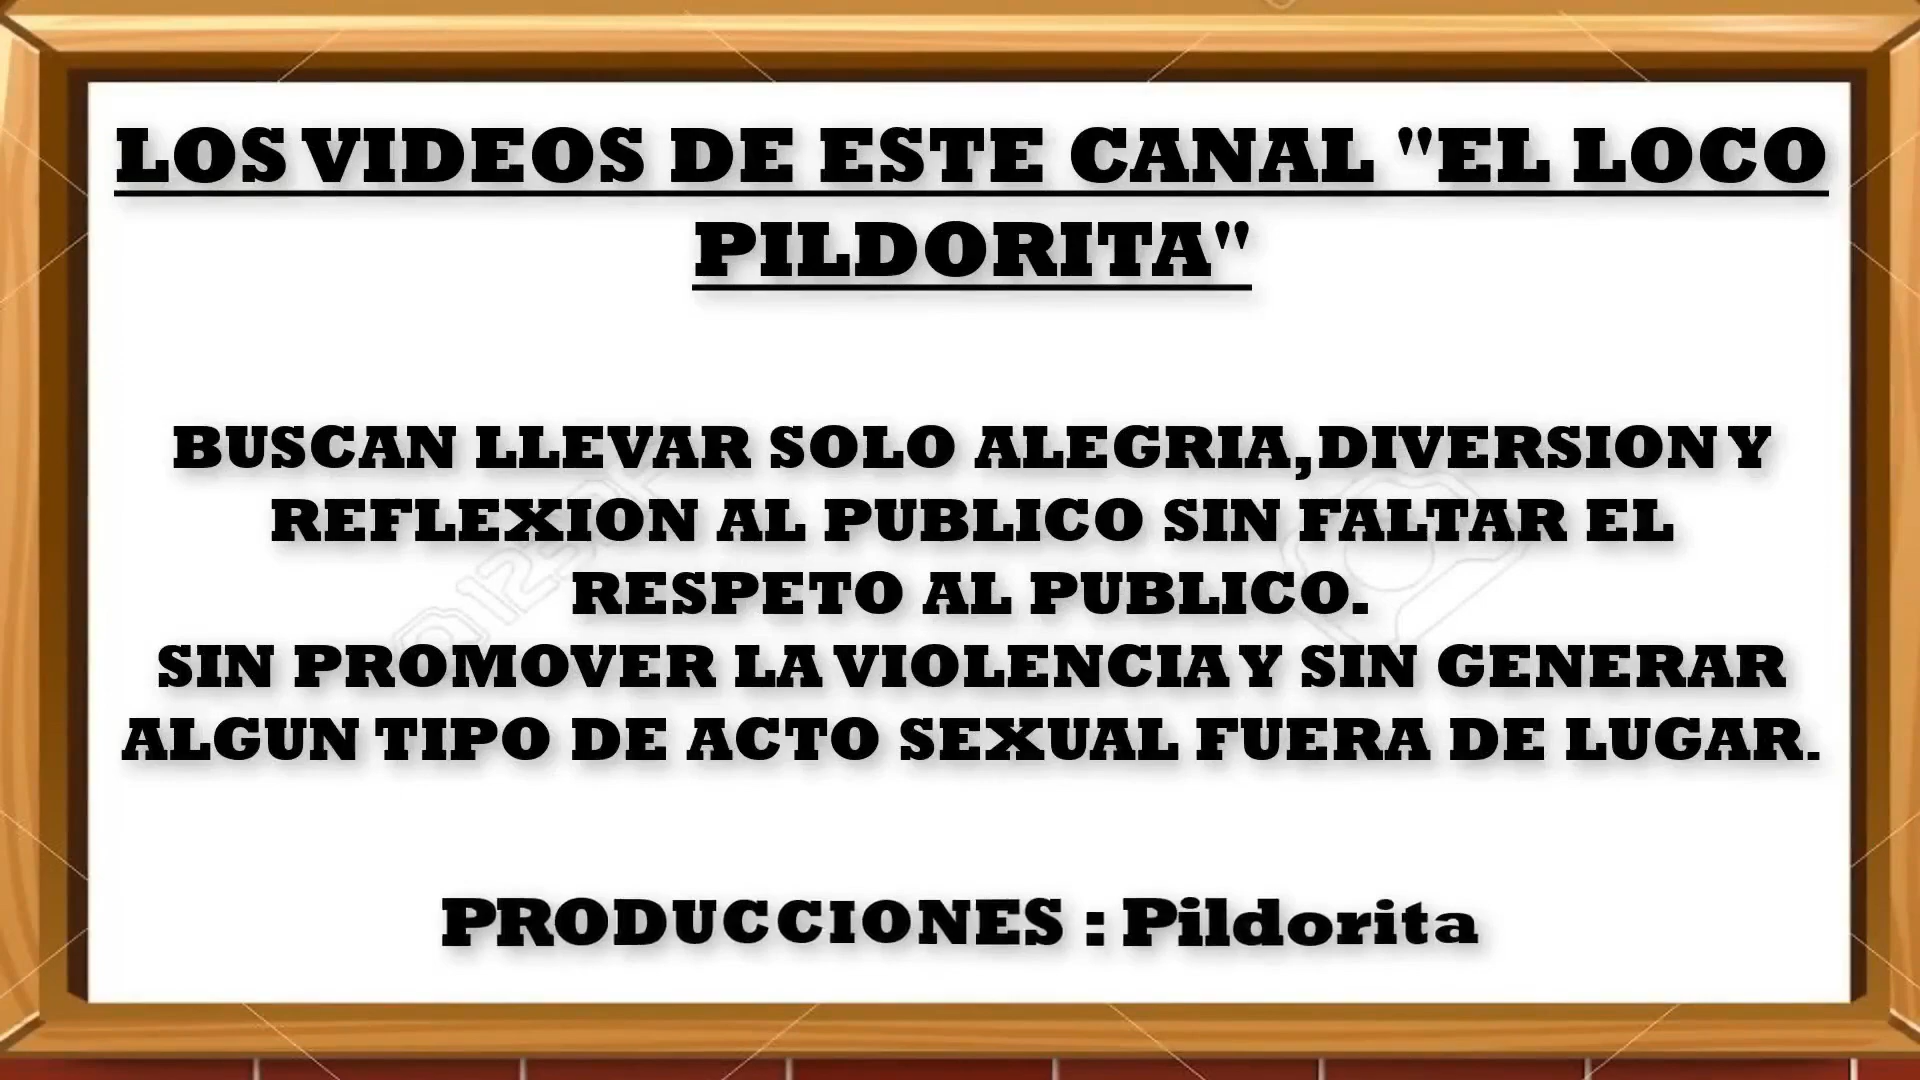 LOS VIDEOS DE ESTE CANAL "EL LOCO
PILDORITA"
BUSCAN LLEVAR SOLO ALEGRIA,DIVERSION Y
REFLEXION AL PUBLICO SIN FALTAR EL
RESPETO AL PUBLICO.
SIN PROMOVER LA VIOLENCIA Y SIN GENERAR
ALGUN TIPO DE ACTO SEXUAL FUERA DE LUGAR.
PRODUCCIONES : Pildorita